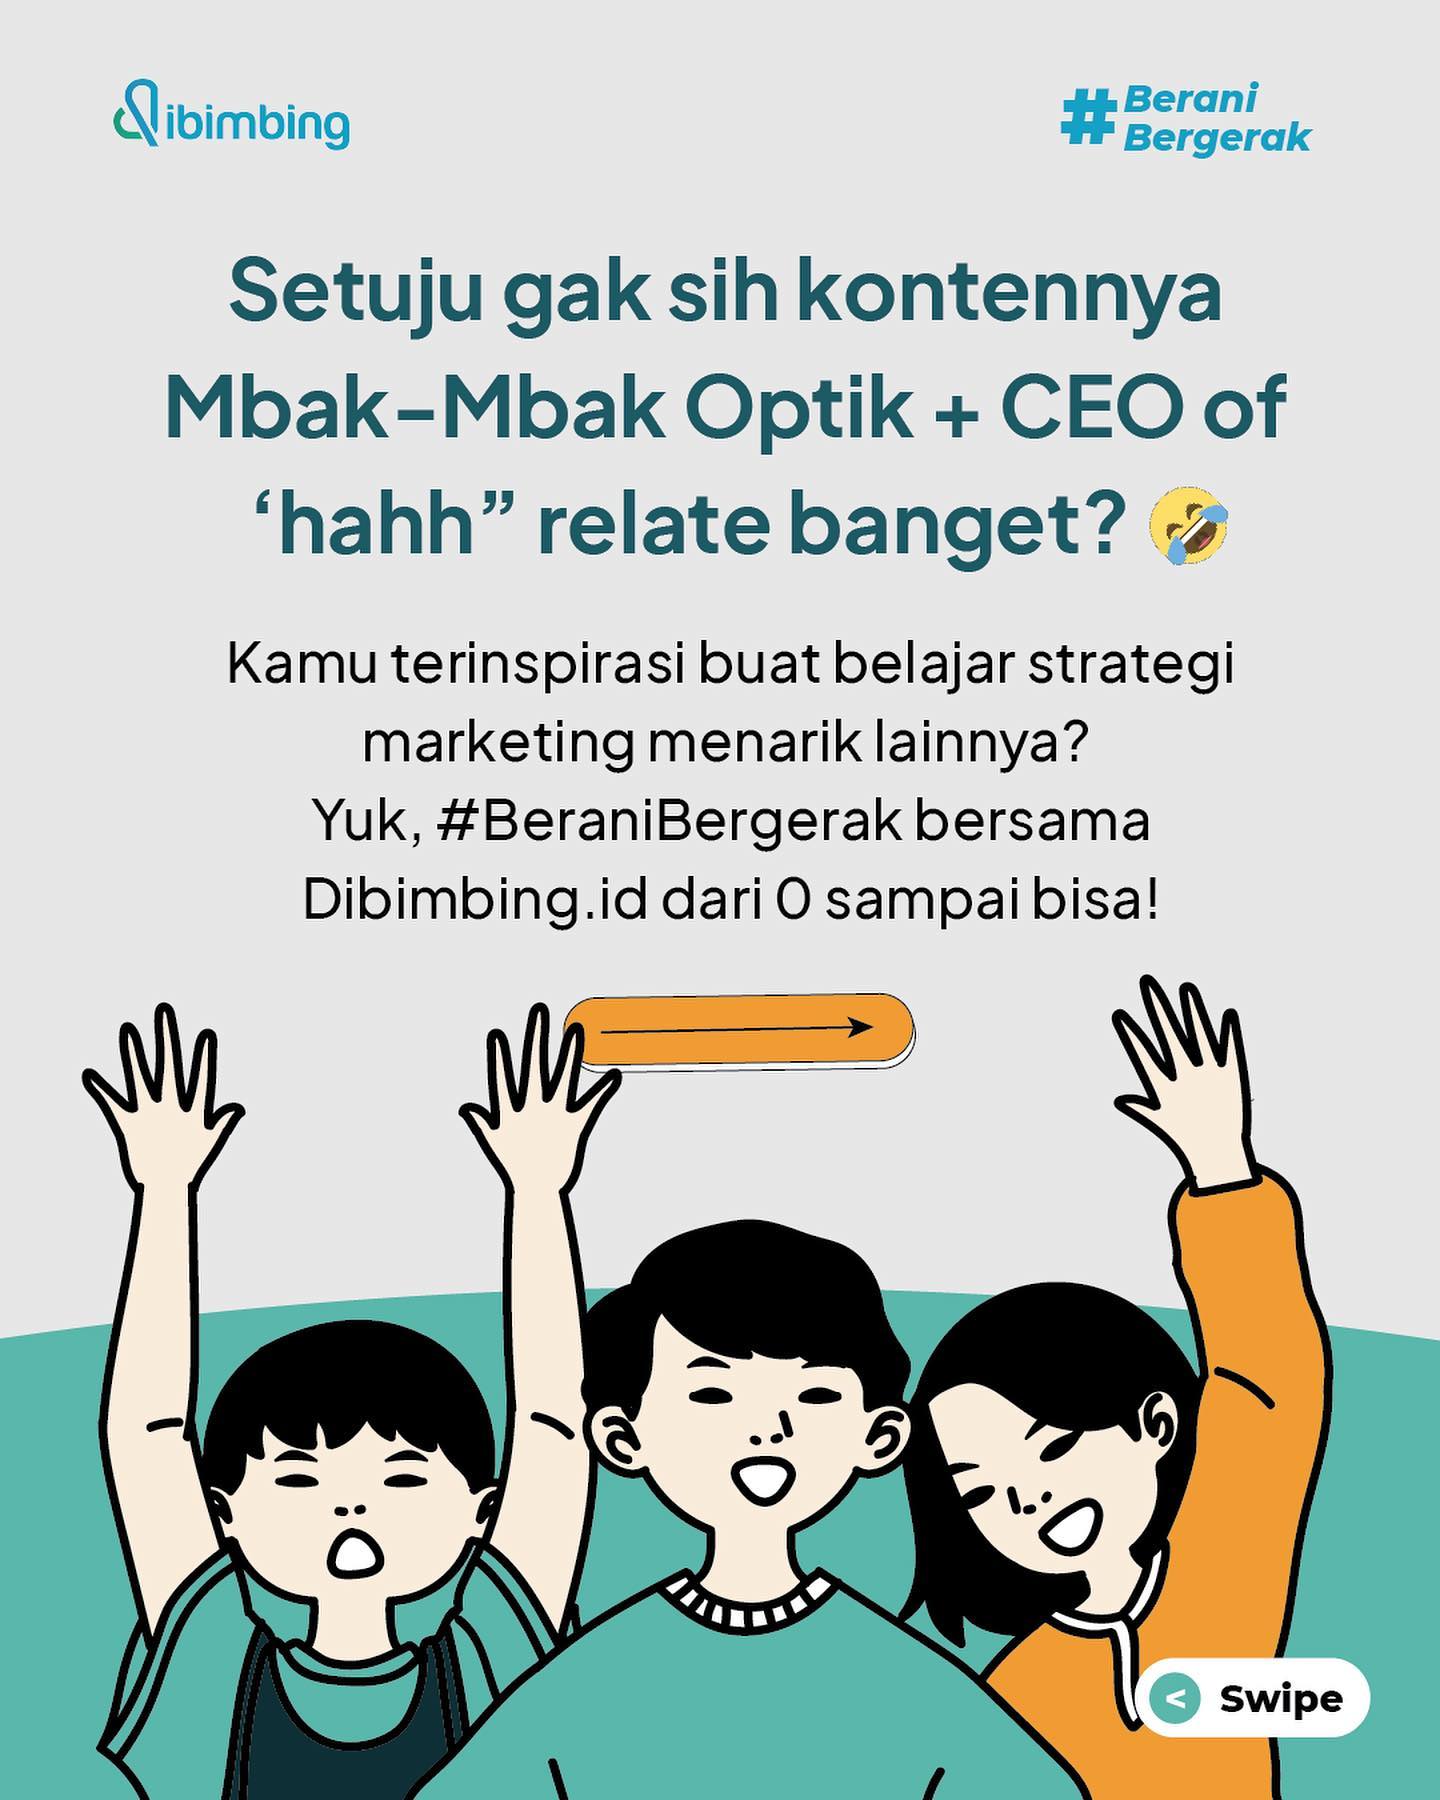 Dibimbing
#Berani
Bergerak
Setuju gak sih kontennya
Mbak-Mbak Optik + CEO of
‘hahh” relate banget? 🤣
Kamu terinspirasi buat belajar strategi
marketing menarik lainnya?
Yuk, #BeraniBergerak bersama
Dibimbing.id dari 0 sampai bisa!
< Swipe